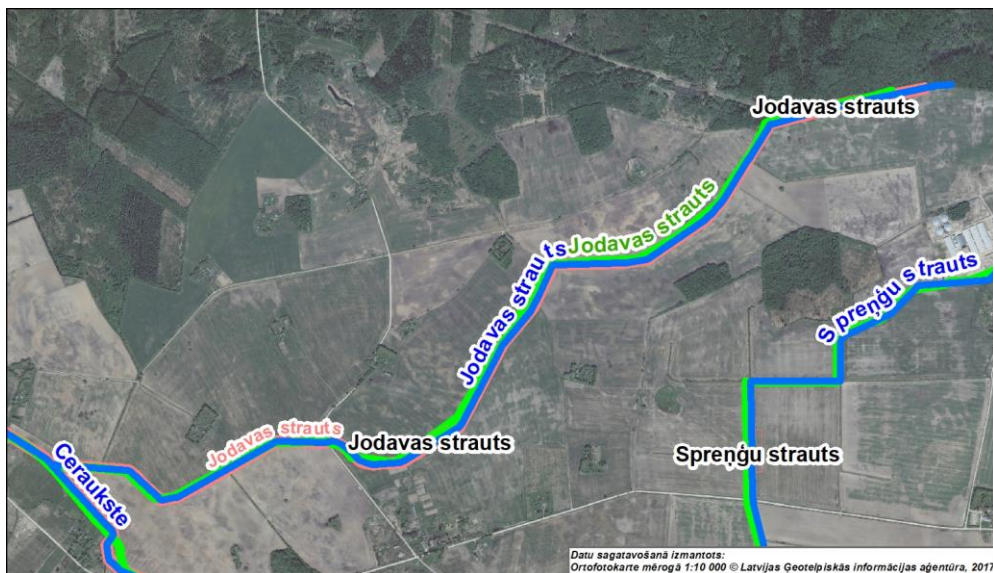 Jodavas strauts
Jodavas strauts
Jodavas strauts
Spreņģu strauts
Jodavas strauts
Jodavas strauts
Spreņģu strauts
Ceraukste
Datu sagatavošanā izmantots:
Ortofotokarte mērogā 1:10 000 © Latvijas Ģeotelpiskās informācijas aģentūra, 2017